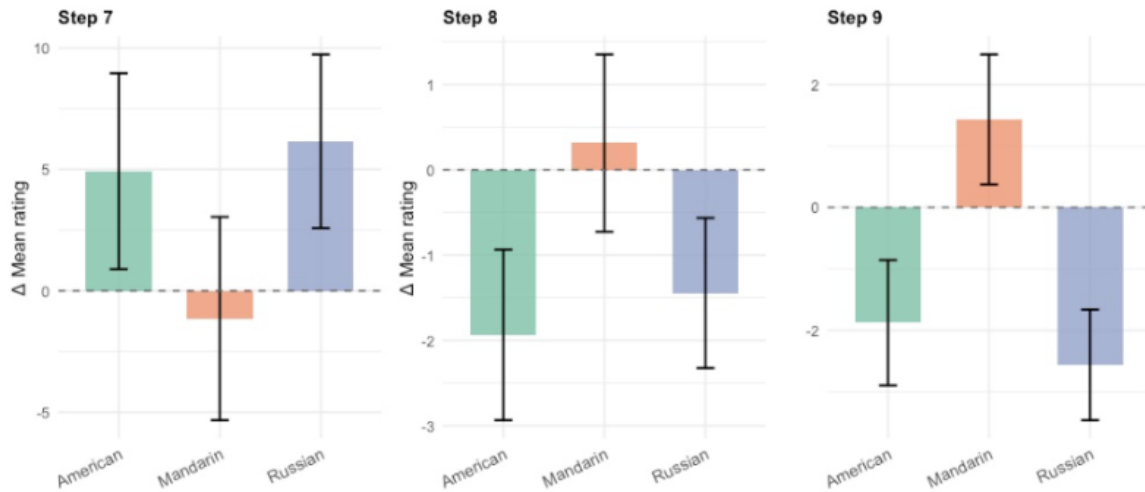 Step 7
Δ Mean rating
10
5
0
-5
American
Mandarin
Russian
Step 8
Δ Mean rating
1
0
-1
-2
-3
American
Mandarin
Russian
Step 9
2
0
-2
American
Mandarin
Russian